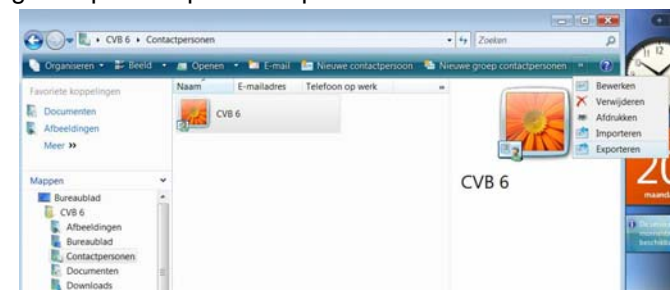 CVB 6 ▸ Contactpersonen
Zoeken
Organiseren Beeld Openen E-mail Nieuwe contactpersoon Nieuwe groep contactpersonen »
Favoriete koppelingen
Documenten
Afbeeldingen
Meer »
Mappen
Bureaublad
CVB 6
Afbeeldingen
Bureaublad
Contactpersonen
Documenten
Downloads
Naam E-mailadres Telefoon op werk »
CVB 6
CVB 6
Bewerken
Verwijderen
Afdrukken
Importeren
Exporteren
maand